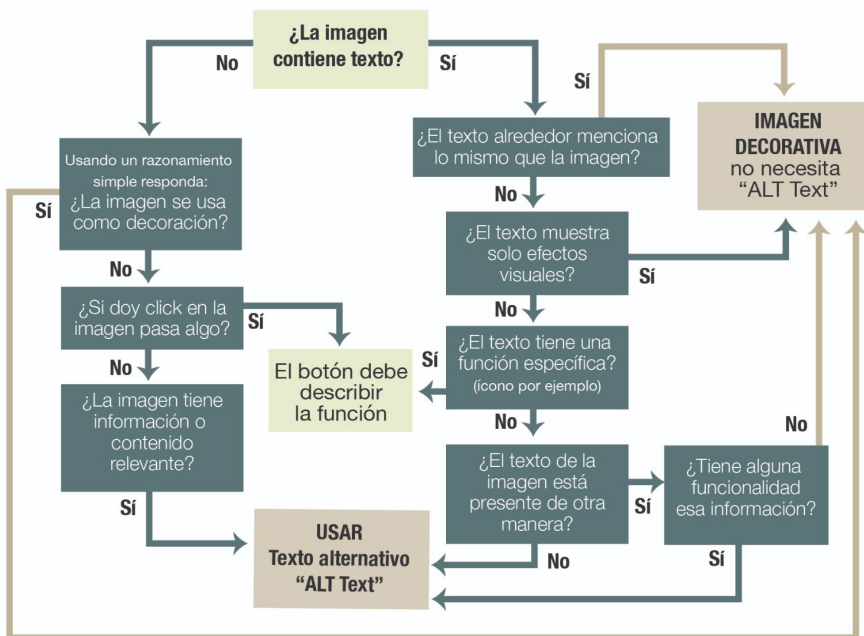 ¿La imagen
contiene texto?
No
Sí
Usando un razonamiento
simple responda:
¿La imagen se usa
como decoración?
Sí
No
¿Si doy click en la
imagen pasa algo?
Sí
No
¿La imagen tiene
información o
contenido
relevante?
Sí
El botón debe
describir
la función
USAR
Texto alternativo
“ALT Text”
¿El texto alrededor menciona
lo mismo que la imagen?
Sí
No
¿El texto muestra
solo efectos
visuales?
Sí
No
¿El texto tiene una
función específica?
(ícono por ejemplo)
Sí
No
¿El texto de la
imagen está
presente de otra
manera?
Sí
No
¿Tiene alguna
funcionalidad
esa información?
No
Sí
IMAGEN
DECORATIVA
no necesita
“ALT Text”